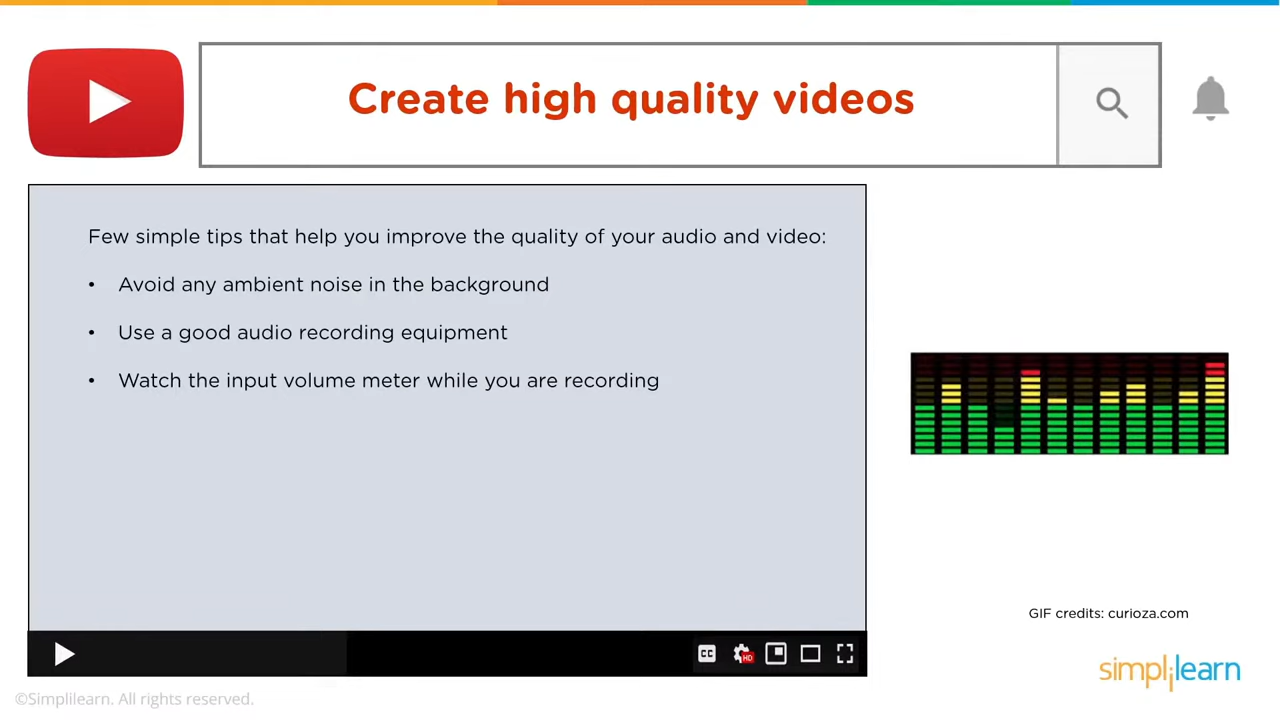 Create high quality videos
Few simple tips that help you improve the quality of your audio and video:
• Avoid any ambient noise in the background
• Use a good audio recording equipment
• Watch the input volume meter while you are recording
GIF credits: curioza.com
CC
HD
simplilearn
©Simplilearn. All rights reserved.